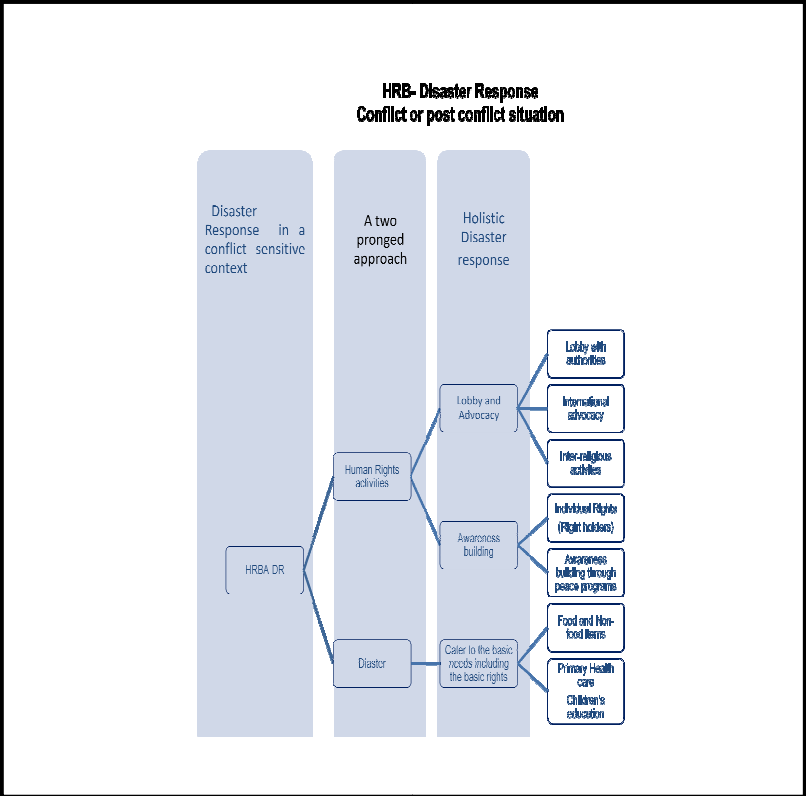 HRB- Disaster Response
Conflict or post conflict situation
Disaster
Response in a
conflict sensitive
context
A two
pronged
approach
Holistic
Disaster
response
Lobby with
authorities
International
advocacy
Inter-religious
activities
Lobby and
Advocacy
Human Rights
activities
Individual Rights
(Right holders)
Awareness
building
Awareness
building through
peace programs
HRBA DR
Food and Non-
food items
Diaster
Cater to the basic
needs including
the basic rights
Primary Health
care
Children's
education